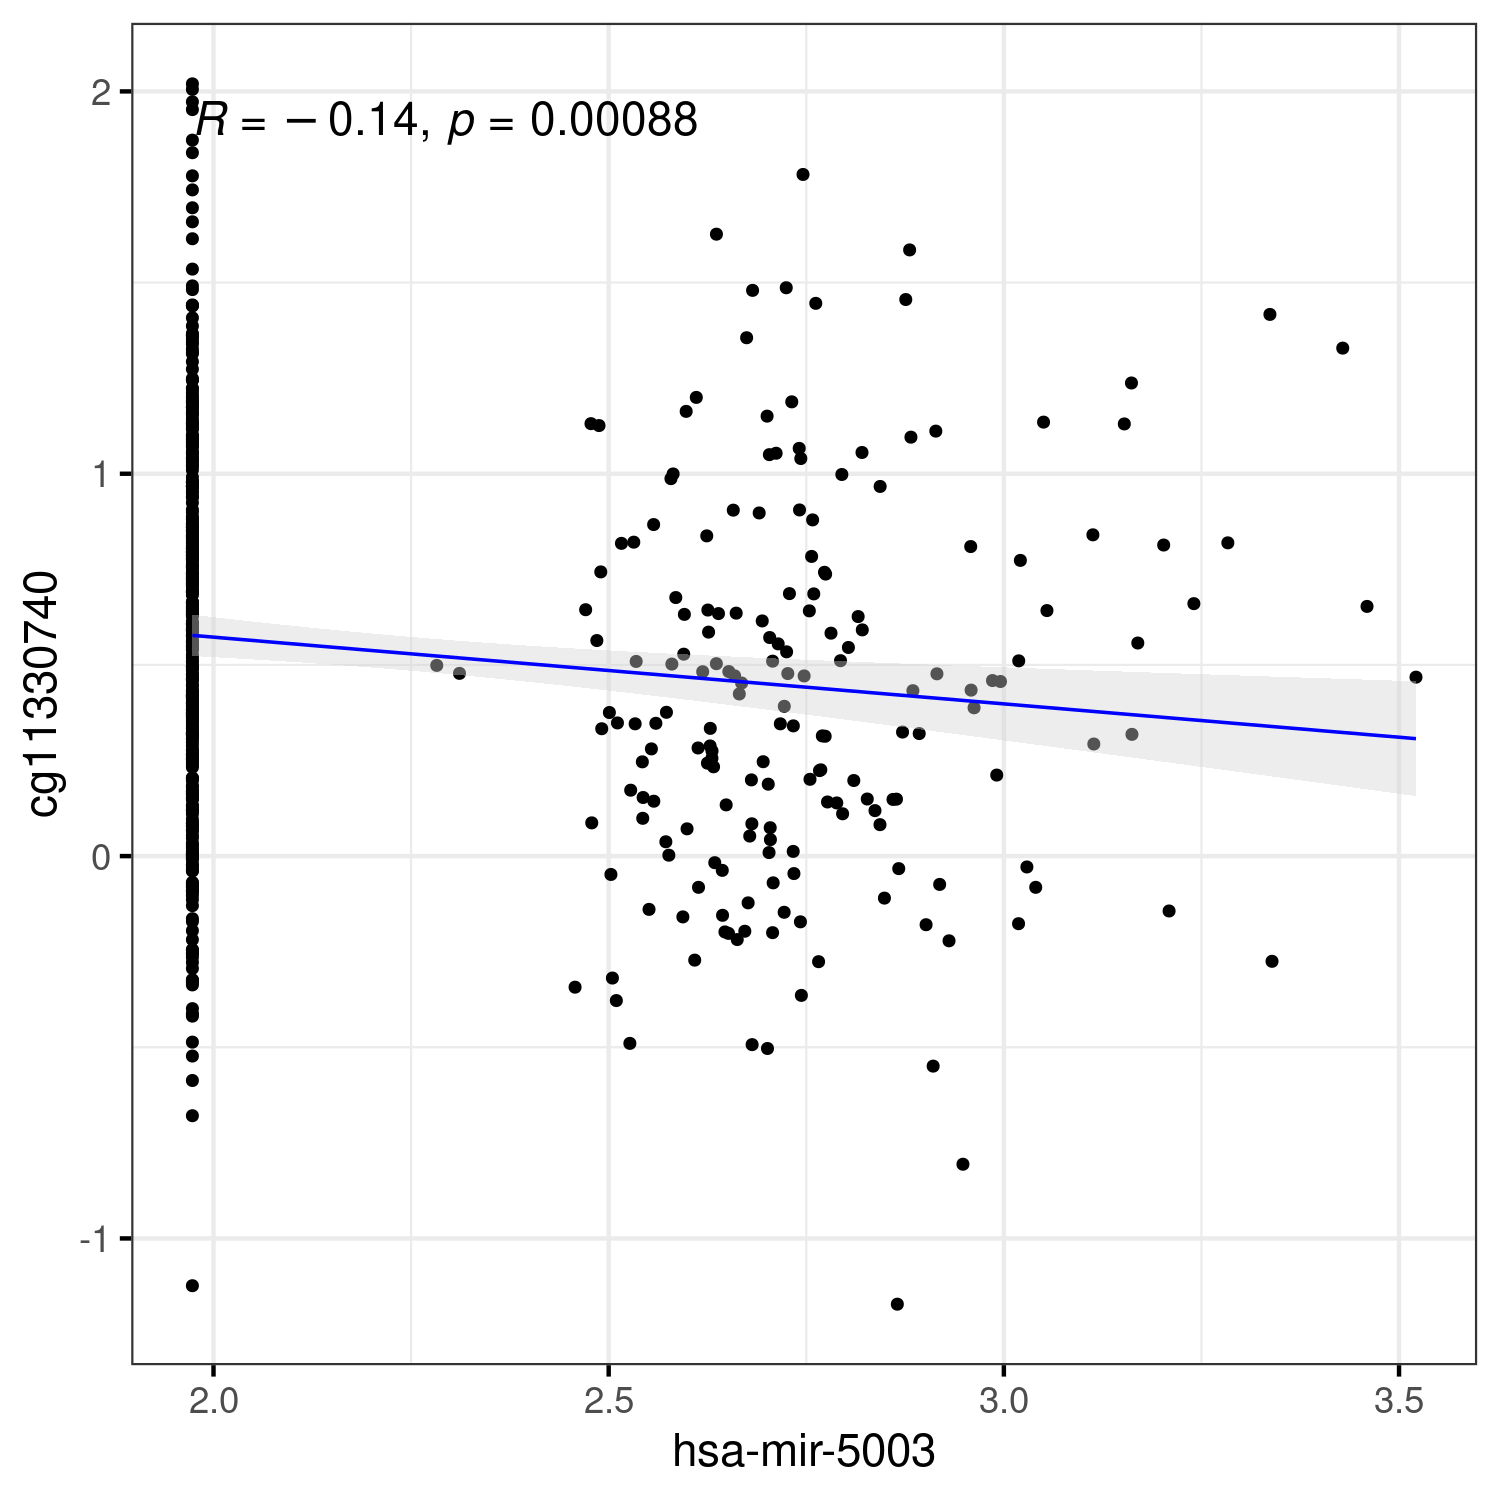 R = − 0.14, p = 0.00088
2
1
0
-1
cg11330740
2.0
2.5
3.0
3.5
hsa-mir-5003